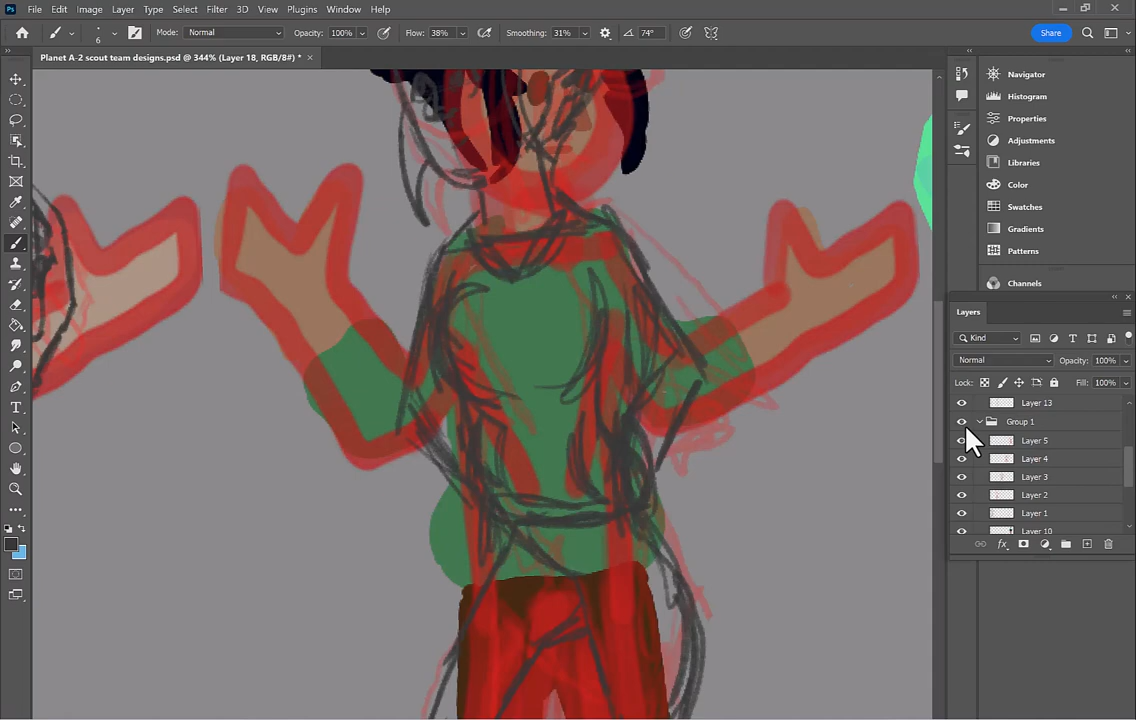 Ps File Edit Image Layer Type Select Filter 3D View Plugins Window Help
6 Mode: Normal Opacity: 100% Flow: 38% Smoothing: 31% 74° Share
Planet A-2 scout team designs.psd @ 344% (Layer 18, RGB/8#) *
Navigator
Histogram
Properties
Adjustments
Libraries
Color
Swatches
Gradients
Patterns
Channels
Layers
Kind
Normal Opacity: 100%
Lock: Fill: 100%
Layer 13
Group 1
Layer 5
Layer 4
Layer 3
Layer 2
Layer 1
Layer 10
fx